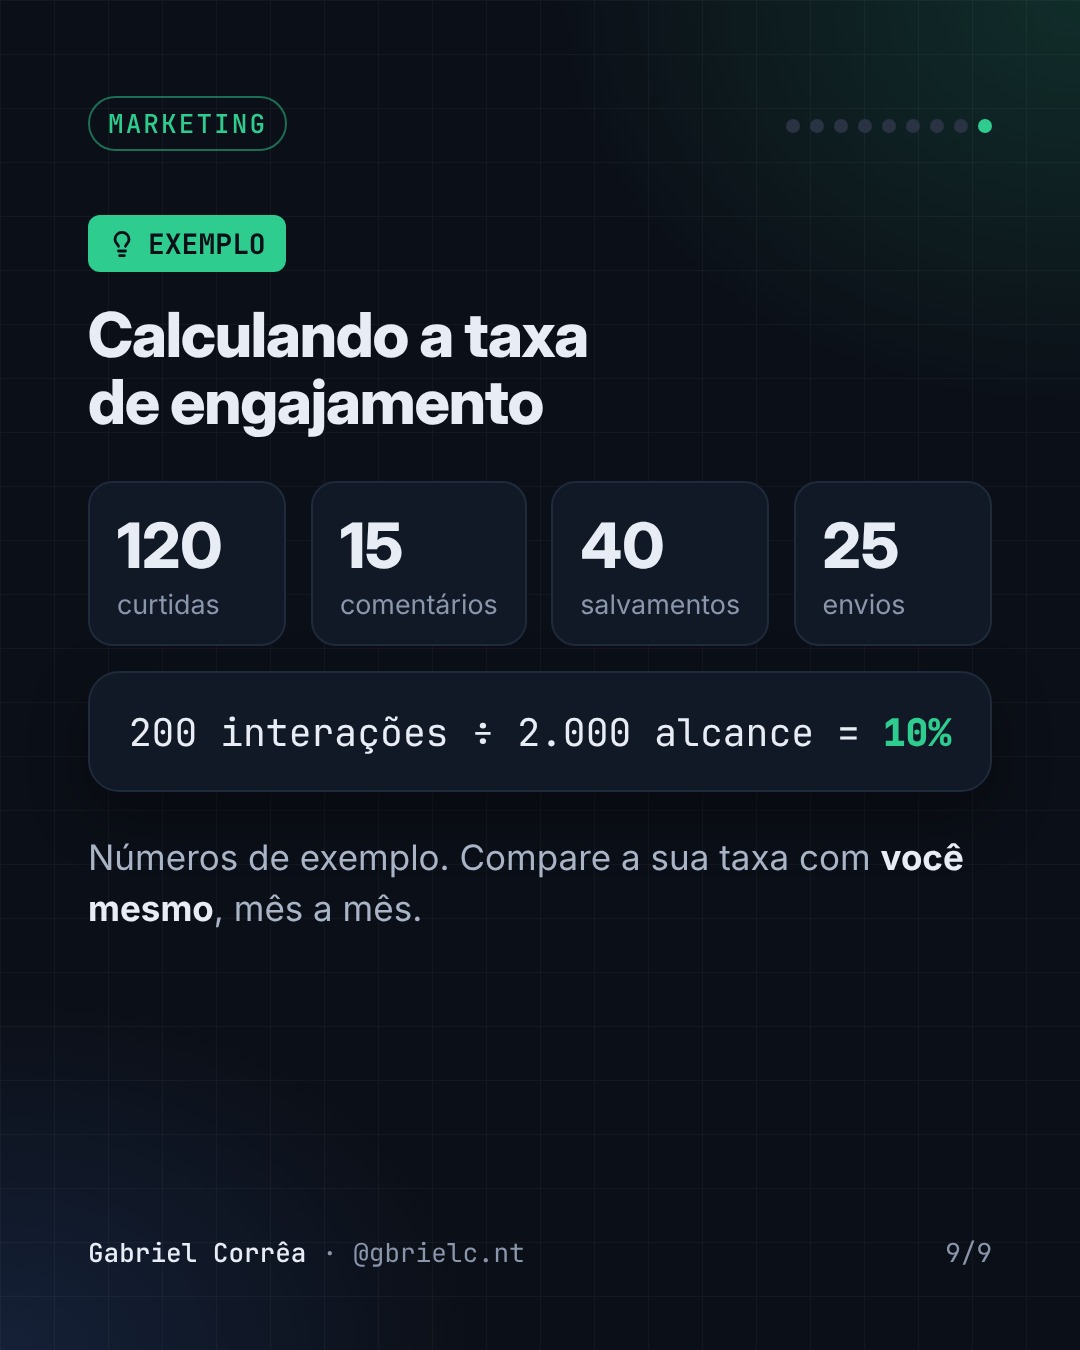 MARKETING
EXEMPLO
Calculando a taxa
de engajamento
120
curtidas
15
comentários
40
salvamentos
25
envios
200 interações ÷ 2.000 alcance = 10%
Números de exemplo. Compare a sua taxa com você
mesmo, mês a mês.
Gabriel Corrêa · @gbrielc.nt
9/9